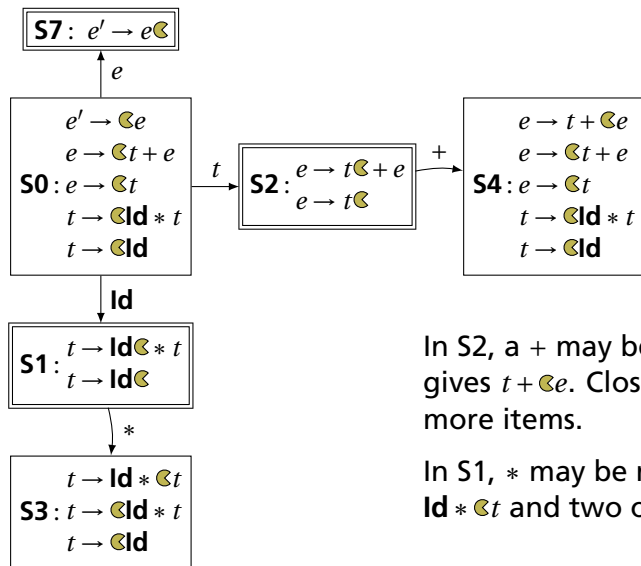 S7 : e′ → e
e
e′ → e
e → t + e
S0 : e → t
t → Id ∗ t
t → Id
t
S2 : e → t + e
e → t
+
e → t + e
e → t + e
S4 : e → t
t → Id ∗ t
t → Id
Id
S1 : t → Id ∗ t
t → Id
∗
t → Id ∗ t
S3 : t → Id ∗ t
t → Id
In S2, a + may be
gives t + e. Clos
more items.
In S1, ∗ may be
Id ∗ t and two